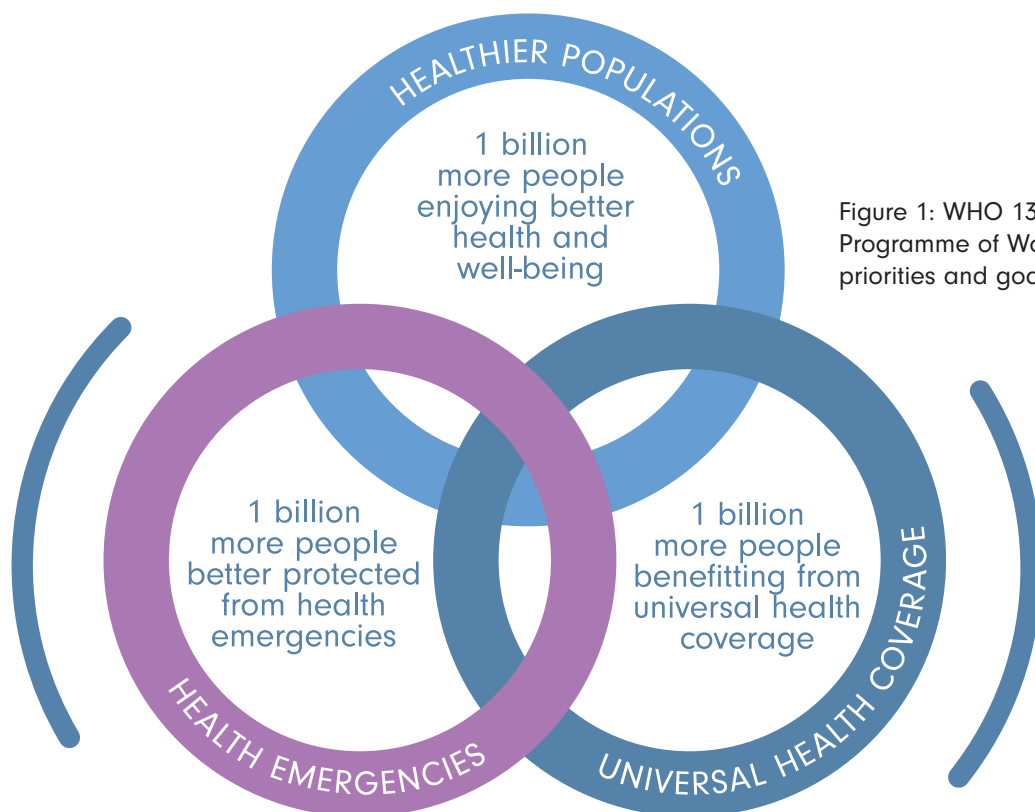 HEALTHIER POPULATIONS
1 billion
more people
enjoying better
health and
well-being
Figure 1: WHO 13
Programme of
priorities and
1 billion
more people
better protected
from health
emergencies
HEALTH EMERGENCIES
1 billion
more people
benefitting from
universal health
coverage
UNIVERSAL HEALTH COVERAGE